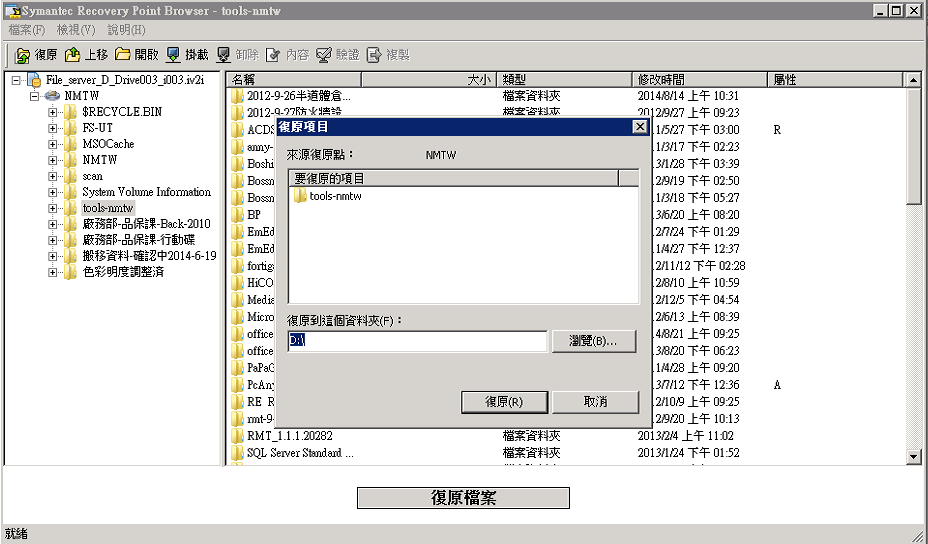 Symantec Recovery Point Browser - tools-nmtw
檔案(F) 檢視(V) 說明(H)
復原 上移 開啟 掛載 卸除 內容 驗證 複製
File_server_D_Drive003_i003.iv2i
NMTW
$RECYCLE.BIN
FS-UT
MSOCache
NMTW
scan
System Volume Information
tools-nmtw
廠務部-品保課-Back-2010
廠務部-品保課-行動碟
搬移資料-確認中2014-6-19
色彩明度調整済
名稱 大小 類型 修改時間 屬性
2012-9-26半道體倉... 檔案資料夾 2014/8/14 上午 10:31
2012-9-27防水牆設 檔案資料夾 2012/9/27 上午 09:23
ACDS 1/5/27 下午 03:00 R
anny- 1/3/17 下午 02:23
Boshi 3/1/28 下午 03:39
Bossn 2/9/19 下午 02:50
Bossn 1/3/18 下午 05:27
BP 3/6/20 上午 08:20
EmEd 2/7/24 下午 01:29
EmEd 1/4/27 下午 12:37
fortiga 2/11/12 下午 02:28
HiCO 2/8/10 上午 10:59
Media 2/12/5 下午 04:54
Micro 2/6/13 上午 08:39
office 4/8/21 上午 09:25
office 3/8/20 下午 06:23
PaPaG 1/4/28 上午 09:20
PcAny 3/7/12 下午 12:36 A
RE_R 2/10/9 上午 09:25
rmt-9- 2/9/20 上午 10:13
RMT_1.1.1.20282 檔案資料夾 2013/2/4 上午 11:02
SQL Server Standard ... 檔案資料夾 2013/1/24 下午 01:52
復原項目
來源復原點： NMTW
要復原的項目
tools-nmtw
復原到這個資料夾(F)：
D:\
瀏覽(B)...
復原(R) 取消
復原檔案
就緒